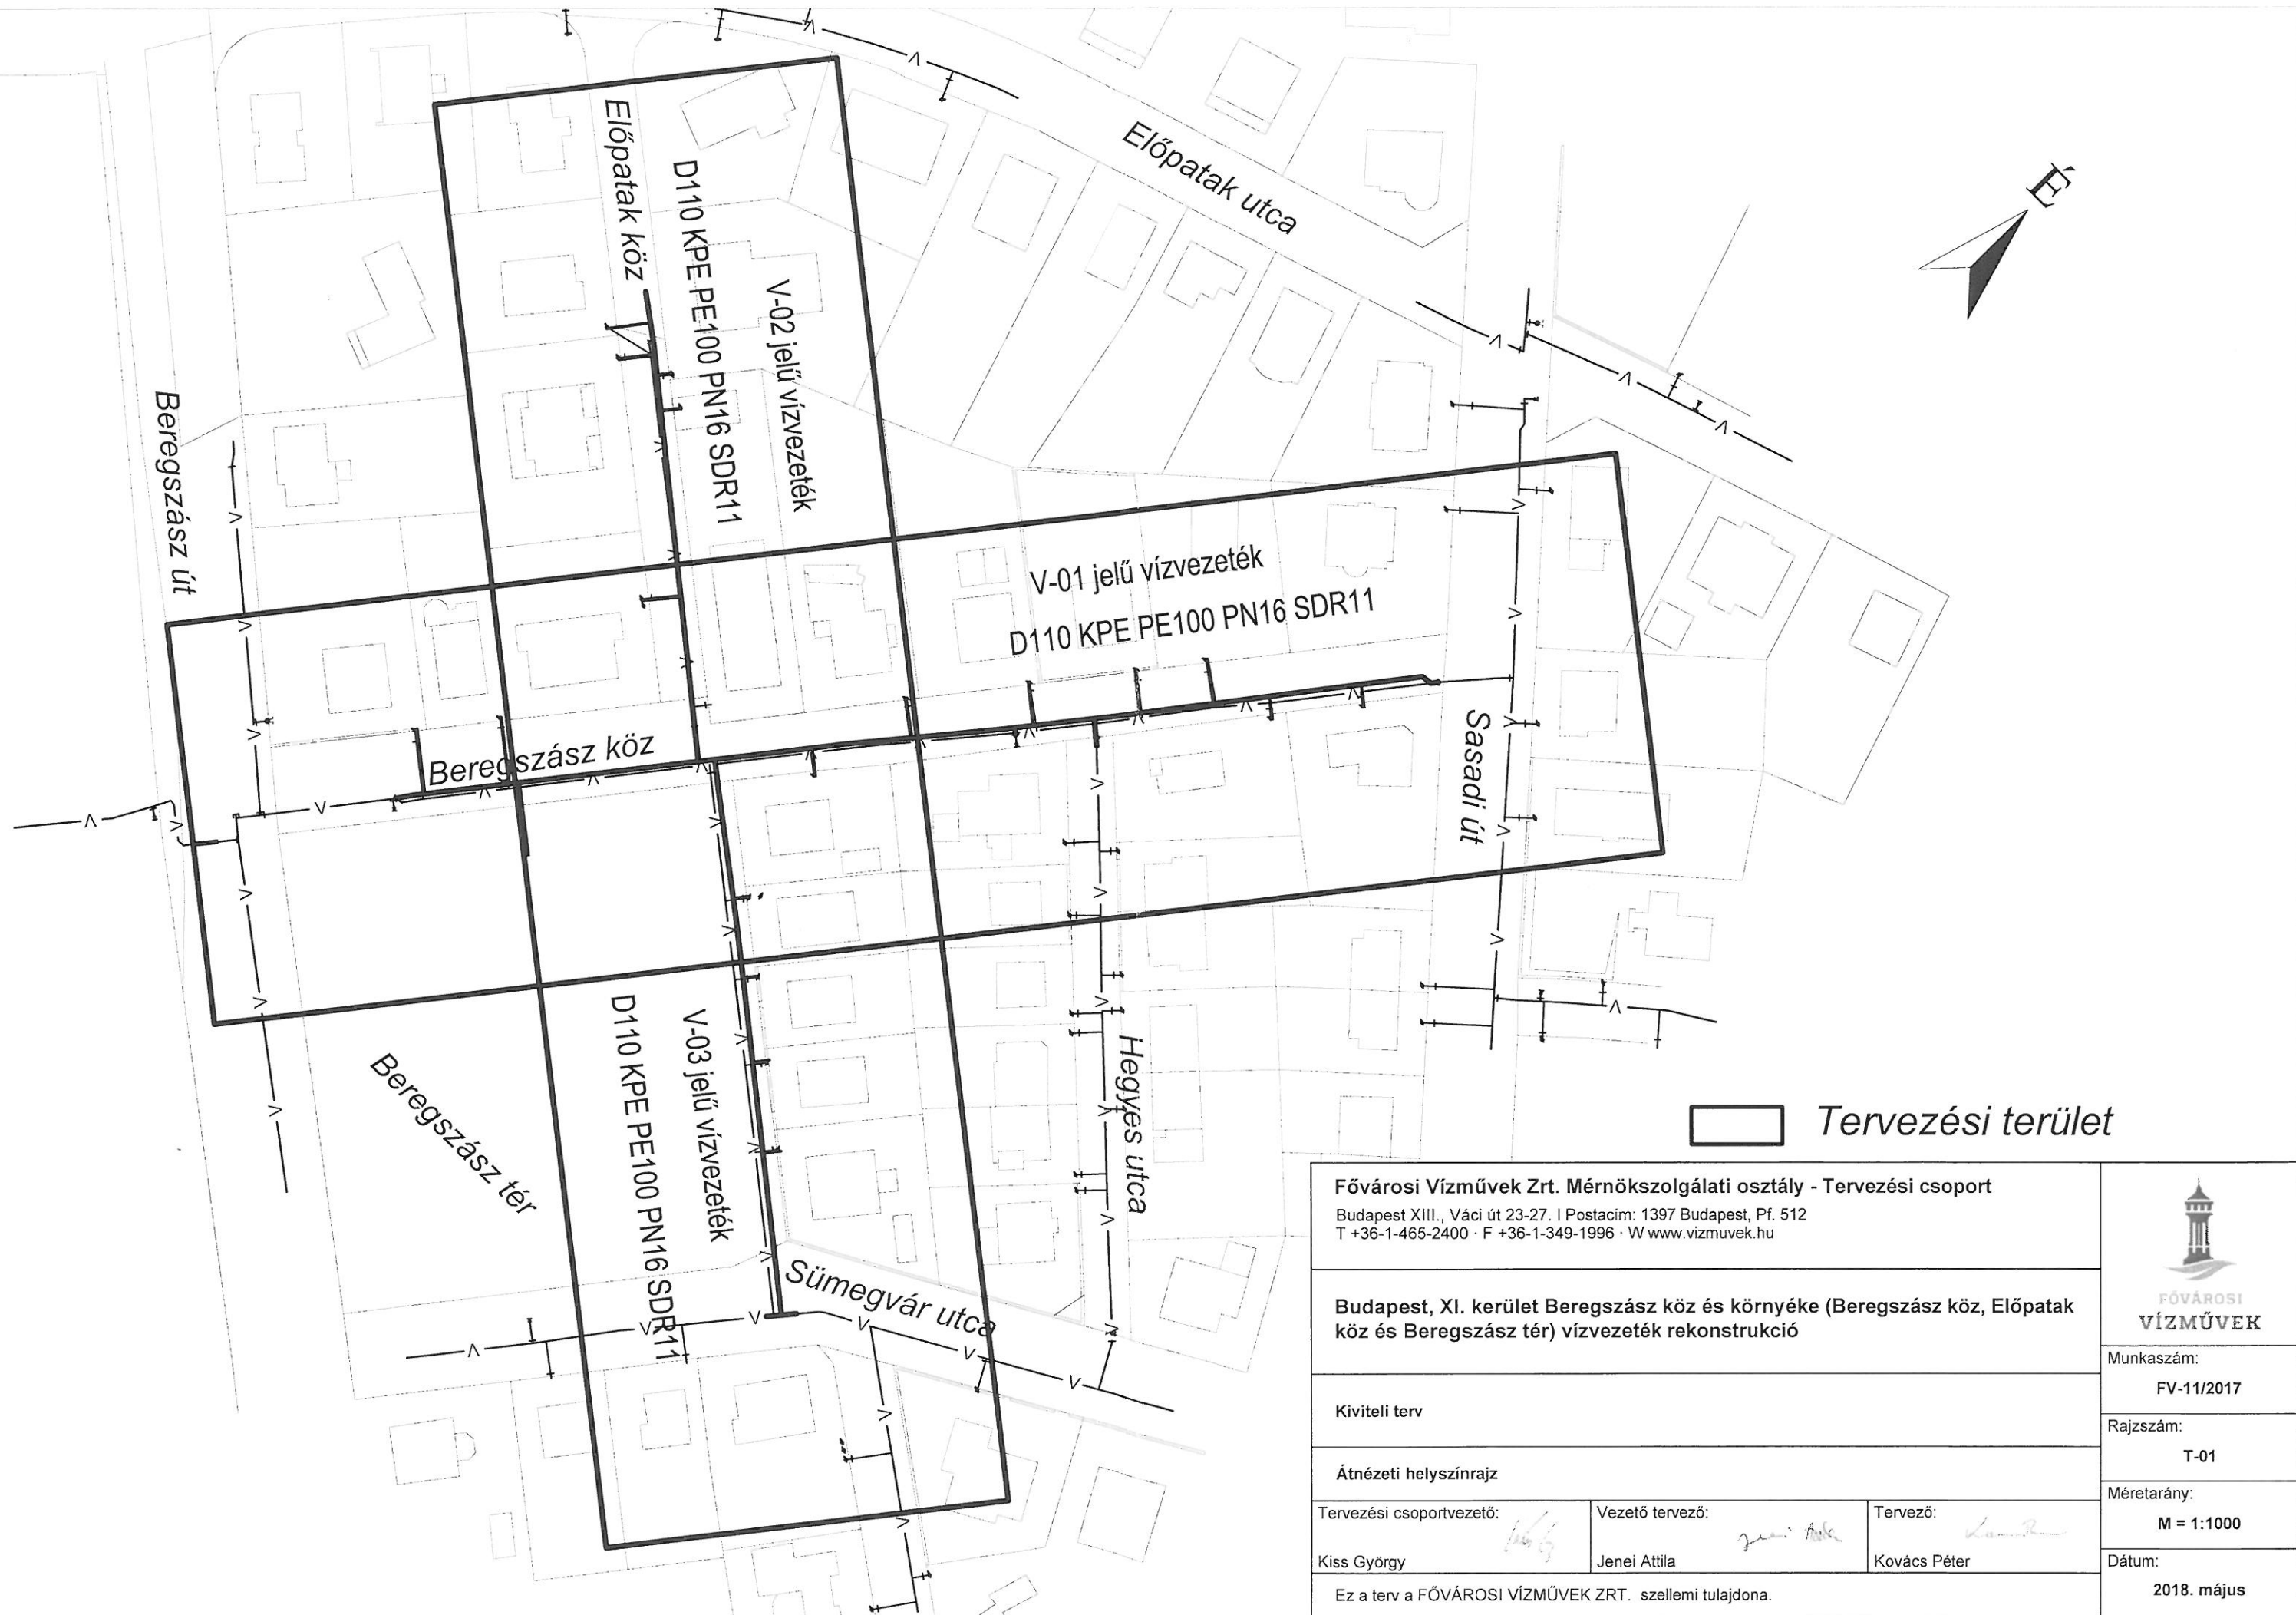 É
Előpatak köz
Előpatak utca
D110 KPE PE100 PN16 SDR11
V-02 jelű vízvezeték
Beregszász út
V-01 jelű vízvezeték
D110 KPE PE100 PN16 SDR11
Beregszász köz
Sasadi út
D110 KPE PE100 PN16 SDR11
V-03 jelű vízvezeték
Hegyes utca
Beregszász tér
Sümegvár utca
Tervezési terület
Fővárosi Vízművek Zrt. Mérnökszolgálati osztály - Tervezési csoport
Budapest XIII., Váci út 23-27. I Postacím: 1397 Budapest, Pf. 512
T +36-1-465-2400 · F +36-1-349-1996 · W www.vizmuvek.hu
FŐVÁROSI
VÍZMŰVEK
Budapest, XI. kerület Beregszász köz és környéke (Beregszász köz, Előpatak
köz és Beregszász tér) vízvezeték rekonstrukció
Munkaszám:
FV-11/2017
Kiviteli terv
Rajzszám:
T-01
Átnézeti helyszínrajz
Méretarány:
M = 1:1000
Tervezési csoportvezető:
Kiss György
Vezető tervező:
Jenei Attila
Tervező:
Kovács Péter
Dátum:
2018. május
Ez a terv a FŐVÁROSI VÍZMŰVEK ZRT. szellemi tulajdona.